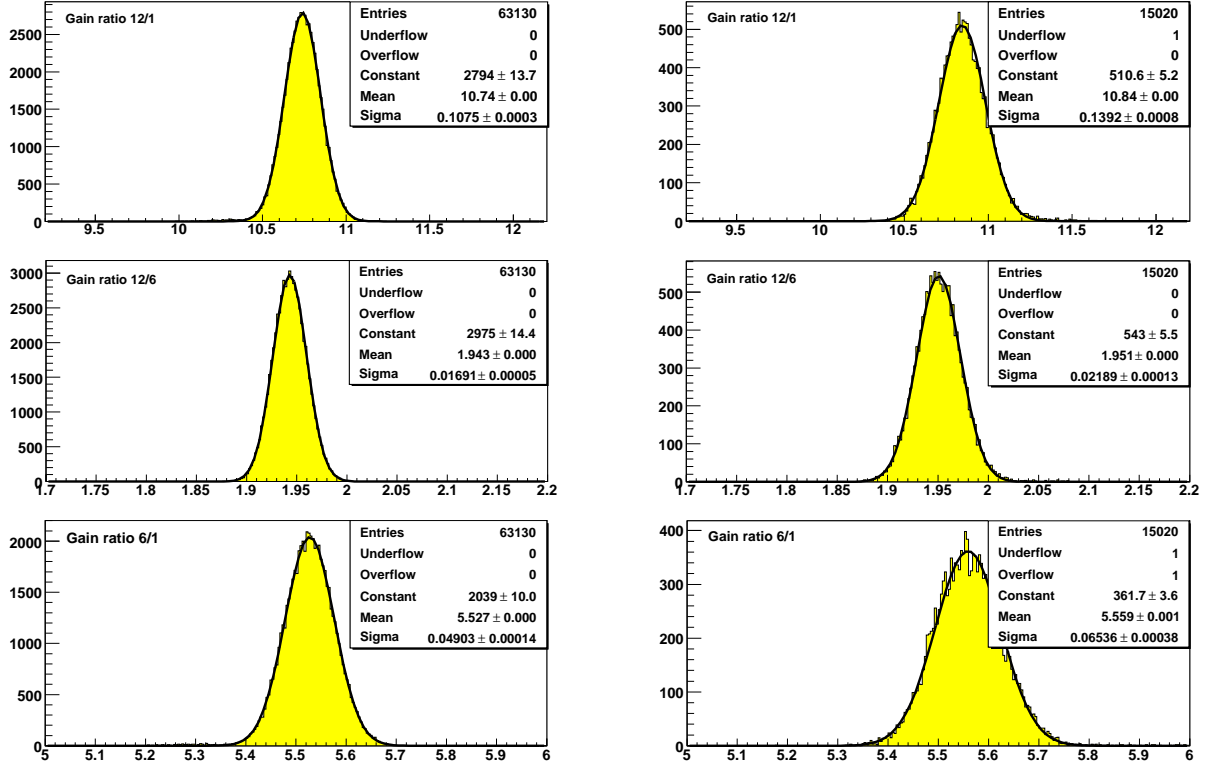 Gain ratio 12/1
Entries 63130
Underflow 0
Overflow 0
Constant 2794 ± 13.7
Mean 10.74 ± 0.00
Sigma 0.1075 ± 0.0003
2500
2000
1500
1000
500
0
9.5 10 10.5 11 11.5 12
Gain ratio 12/1
Entries 15020
Underflow 1
Overflow 0
Constant 510.6 ± 5.2
Mean 10.84 ± 0.00
Sigma 0.1392 ± 0.0008
500
400
300
200
100
0
9.5 10 10.5 11 11.5 12
Gain ratio 12/6
Entries 63130
Underflow 0
Overflow 0
Constant 2975 ± 14.4
Mean 1.943 ± 0.000
Sigma 0.01691 ± 0.00005
3000
2500
2000
1500
1000
500
0
1.7 1.75 1.8 1.85 1.9 1.95 2 2.05 2.1 2.15 2.2
Gain ratio 12/6
Entries 15020
Underflow 0
Overflow 0
Constant 543 ± 5.5
Mean 1.951 ± 0.000
Sigma 0.02189 ± 0.00013
500
400
300
200
100
0
1.7 1.75 1.8 1.85 1.9 1.95 2 2.05 2.1 2.15 2.2
Gain ratio 6/1
Entries 63130
Underflow 0
Overflow 0
Constant 2039 ± 10.0
Mean 5.527 ± 0.000
Sigma 0.04903 ± 0.00014
2000
1500
1000
500
0
5 5.1 5.2 5.3 5.4 5.5 5.6 5.7 5.8 5.9 6
Gain ratio 6/1
Entries 15020
Underflow 1
Overflow 1
Constant 361.7 ± 3.6
Mean 5.559 ± 0.001
Sigma 0.06536 ± 0.00038
400
300
200
100
0
5 5.1 5.2 5.3 5.4 5.5 5.6 5.7 5.8 5.9 6